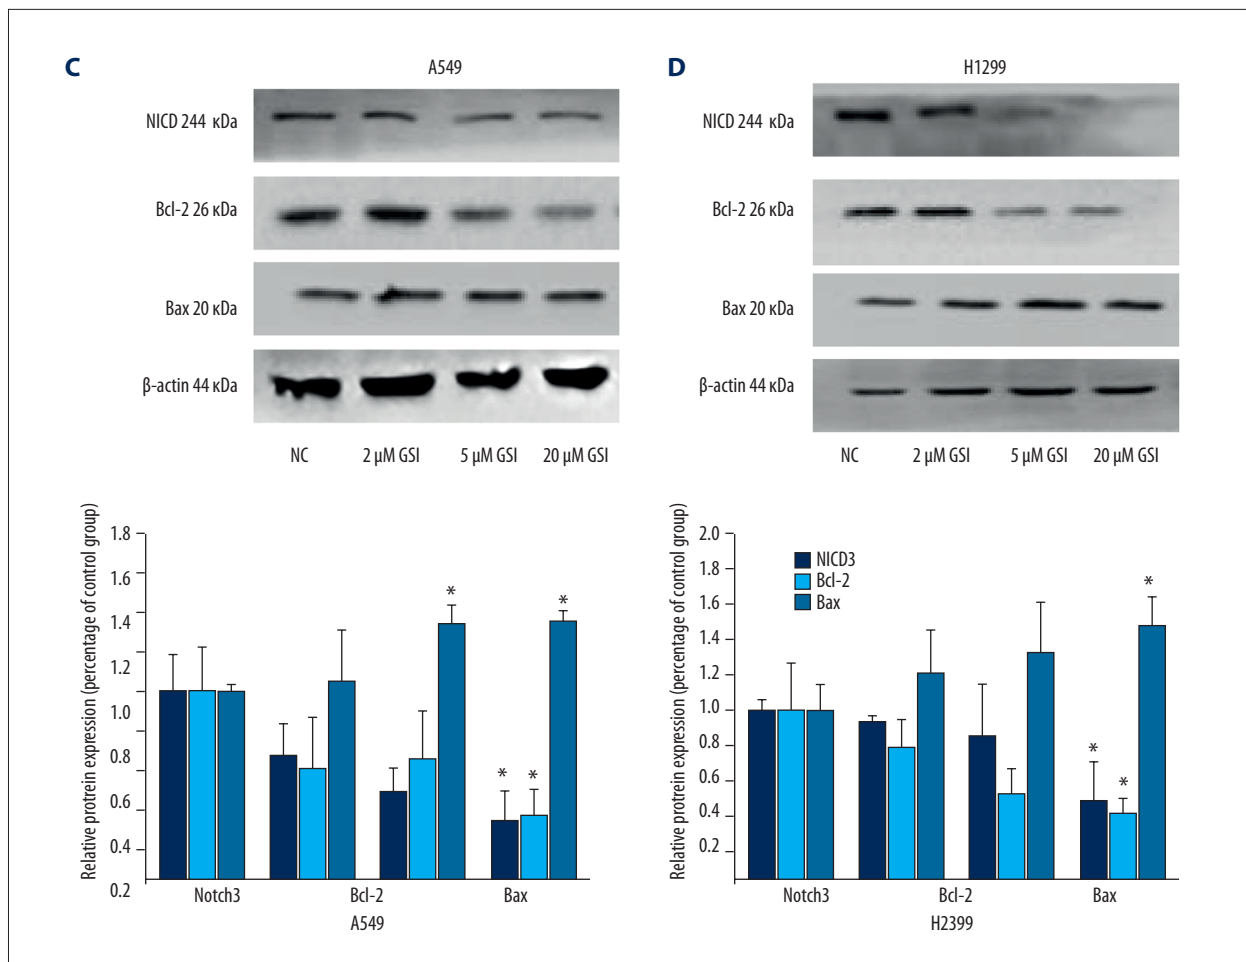 C
A549
NICD 244 кDa
Bcl-2 26 кDa
Bax 20 кDa
β-actin 44 кDa
NC 2 µM GSI 5 µM GSI 20 µM GSI
Relative protrein expression (percentage of control group)
1.8
1.6
1.4
1.2
1.0
0.8
0.6
0.4
0.2
* * * *
Notch3 Bcl-2 Bax
A549
D
H1299
NICD 244 кDa
Bcl-2 26 кDa
Bax 20 кDa
β-actin 44 кDa
NC 2 µM GSI 5 µM GSI 20 µM GSI
Relative protrein expression (percentage of control group)
2.0
1.8
1.6
1.4
1.2
1.0
0.8
0.6
0.4
0.2
NICD3
Bcl-2
Bax
* * *
Notch3 Bcl-2 Bax
H2399